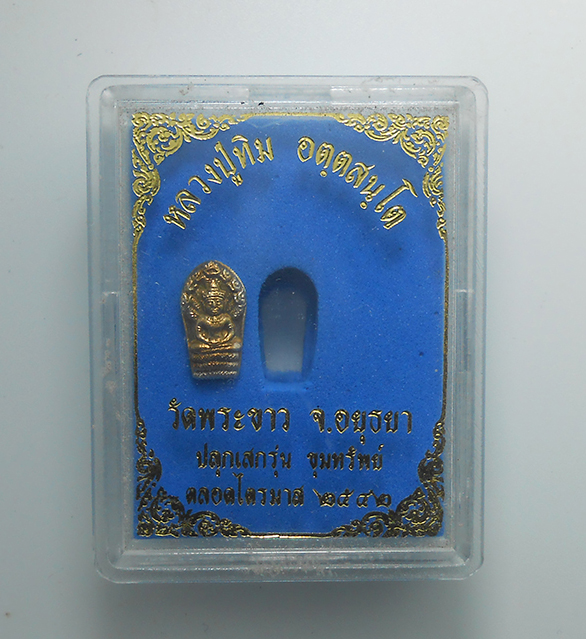 หลวงปู่ทิม อตฺตสนฺโต
วัดพระขาว จ.อยุธยา
ปลุกเสกรุ่น ขุมทรัพย์
ตลอดไตรมาส ๒๕๔๒